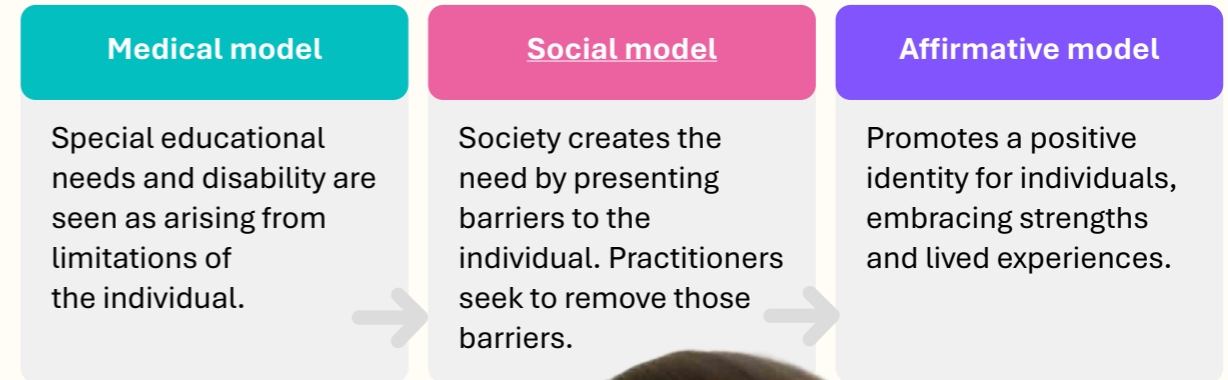 Medical model
Special educational
needs and disability are
seen as arising from
limitations of
the individual.
Social model
Society creates the
need by presenting
barriers to the
individual. Practitioners
seek to remove those
barriers.
Affirmative model
Promotes a positive
identity for individuals,
embracing strengths
and lived experiences.